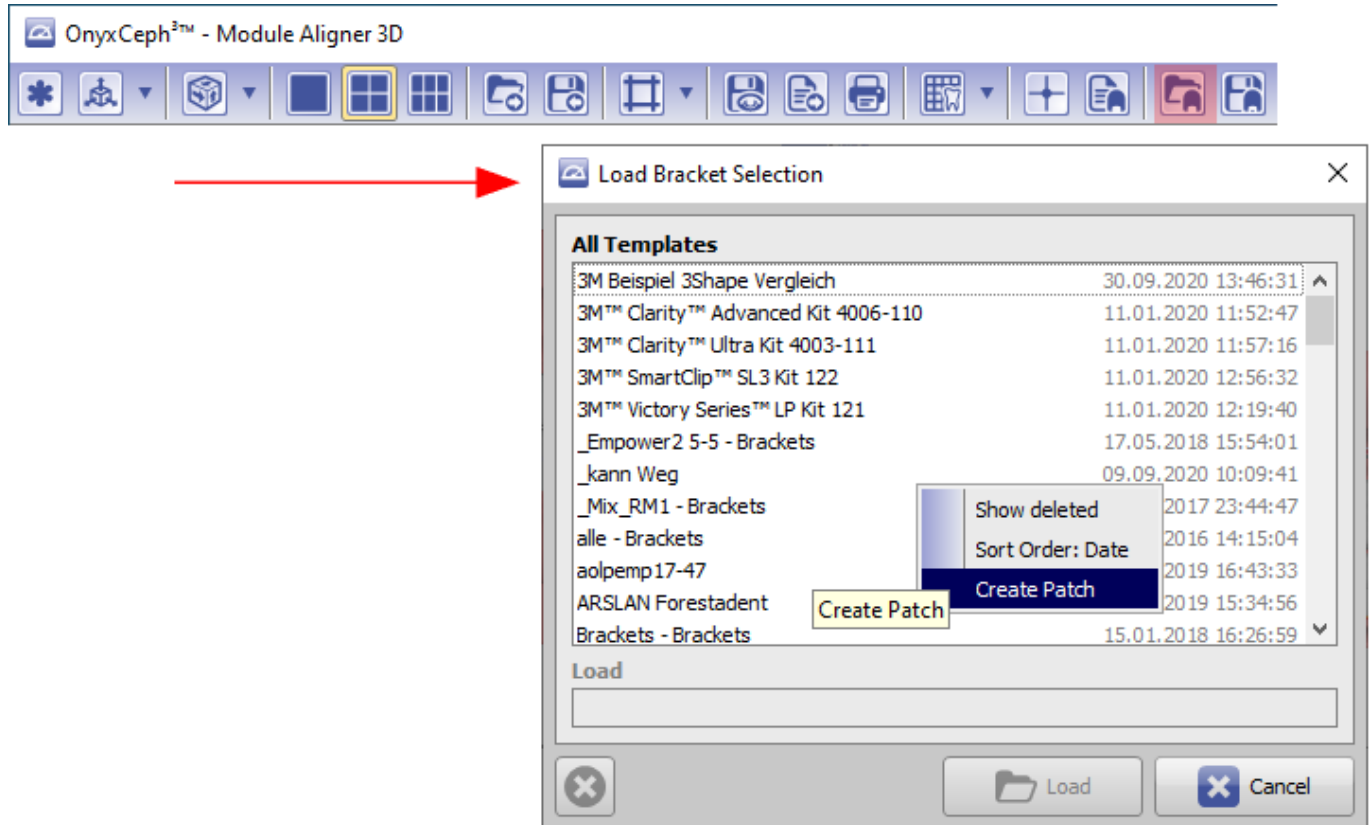 OnyxCeph³™ - Module Aligner 3D
Load Bracket Selection
All Templates
3M Beispiel 3Shape Vergleich 30.09.2020 13:46:31
3M™ Clarity™ Advanced Kit 4006-110 11.01.2020 11:52:47
3M™ Clarity™ Ultra Kit 4003-111 11.01.2020 11:57:16
3M™ SmartClip™ SL3 Kit 122 11.01.2020 12:56:32
3M™ Victory Series™ LP Kit 121 11.01.2020 12:19:40
_Empower2 5-5 - Brackets 17.05.2018 15:54:01
_kann Weg 09.09.2020 10:09:41
_Mix_RM1 - Brackets Show deleted 2017 23:44:47
alle - Brackets Sort Order: Date 2016 14:15:04
aolpemp17-47 Create Patch 2019 16:43:33
ARSLAN Forestadent Create Patch 2019 15:34:56
Brackets - Brackets 15.01.2018 16:26:59
Load
Load Cancel